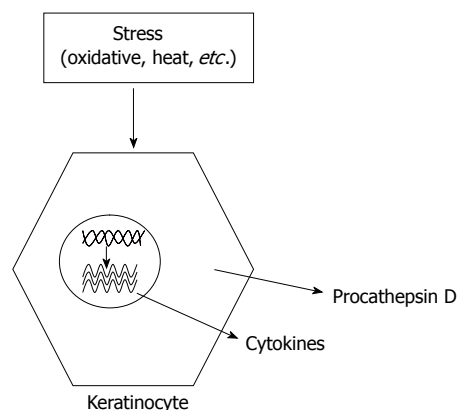 Stress
(oxidative, heat, etc.)
Procathepsin D
Cytokines
Keratinocyte